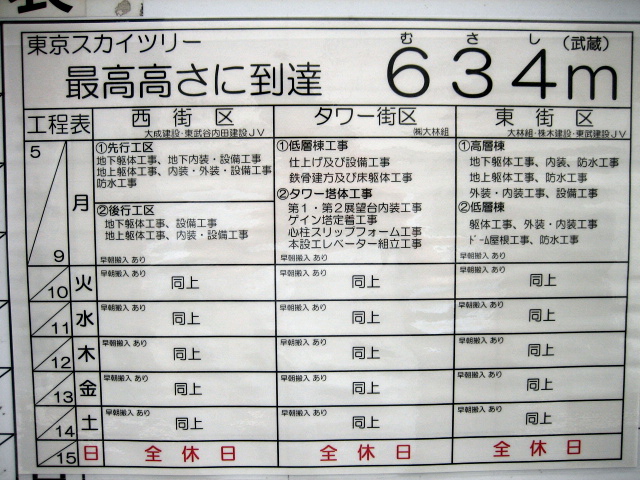 東京スカイツリー
む さ し
最高高さに到達 634m (武蔵)
工程表 西街区 タワー街区 東街区
大成建設・東武谷内田建設JV ㈱大林組 大林組・株木建設・東武建設JV
5 9 月
①先行工区
地下躯体工事、地下内装・設備工事
地上躯体工事、内装・外装・設備工事
防水工事
②後行工区
地下躯体工事、設備工事
地上躯体工事、内装・設備工事
早朝搬入 あり
①低層棟工事
仕上げ及び設備工事
鉄骨建方及び床躯体工事
②タワー塔体工事
第1・第2展望台内装工事
ゲイン塔定着工事
心柱スリップフォーム工事
本設エレベーター組立工事
早朝搬入 あり
①高層棟
地下躯体工事、内装、防水工事
地上躯体工事、防水工事
外装・内装工事、設備工事
②低層棟
躯体工事、外装・内装工事
ドーム屋根工事、防水工事
早朝搬入 あり
10 火 早朝搬入 あり 同上 早朝搬入 あり 同上 早朝搬入 あり 同上
11 水 早朝搬入 あり 同上 早朝搬入 あり 同上 早朝搬入 あり 同上
12 木 早朝搬入 あり 同上 早朝搬入 あり 同上 早朝搬入 あり 同上
13 金 早朝搬入 あり 同上 早朝搬入 あり 同上 早朝搬入 あり 同上
14 土 早朝搬入 あり 同上 早朝搬入 あり 同上 早朝搬入 あり 同上
15 日 全休日 全休日 全休日